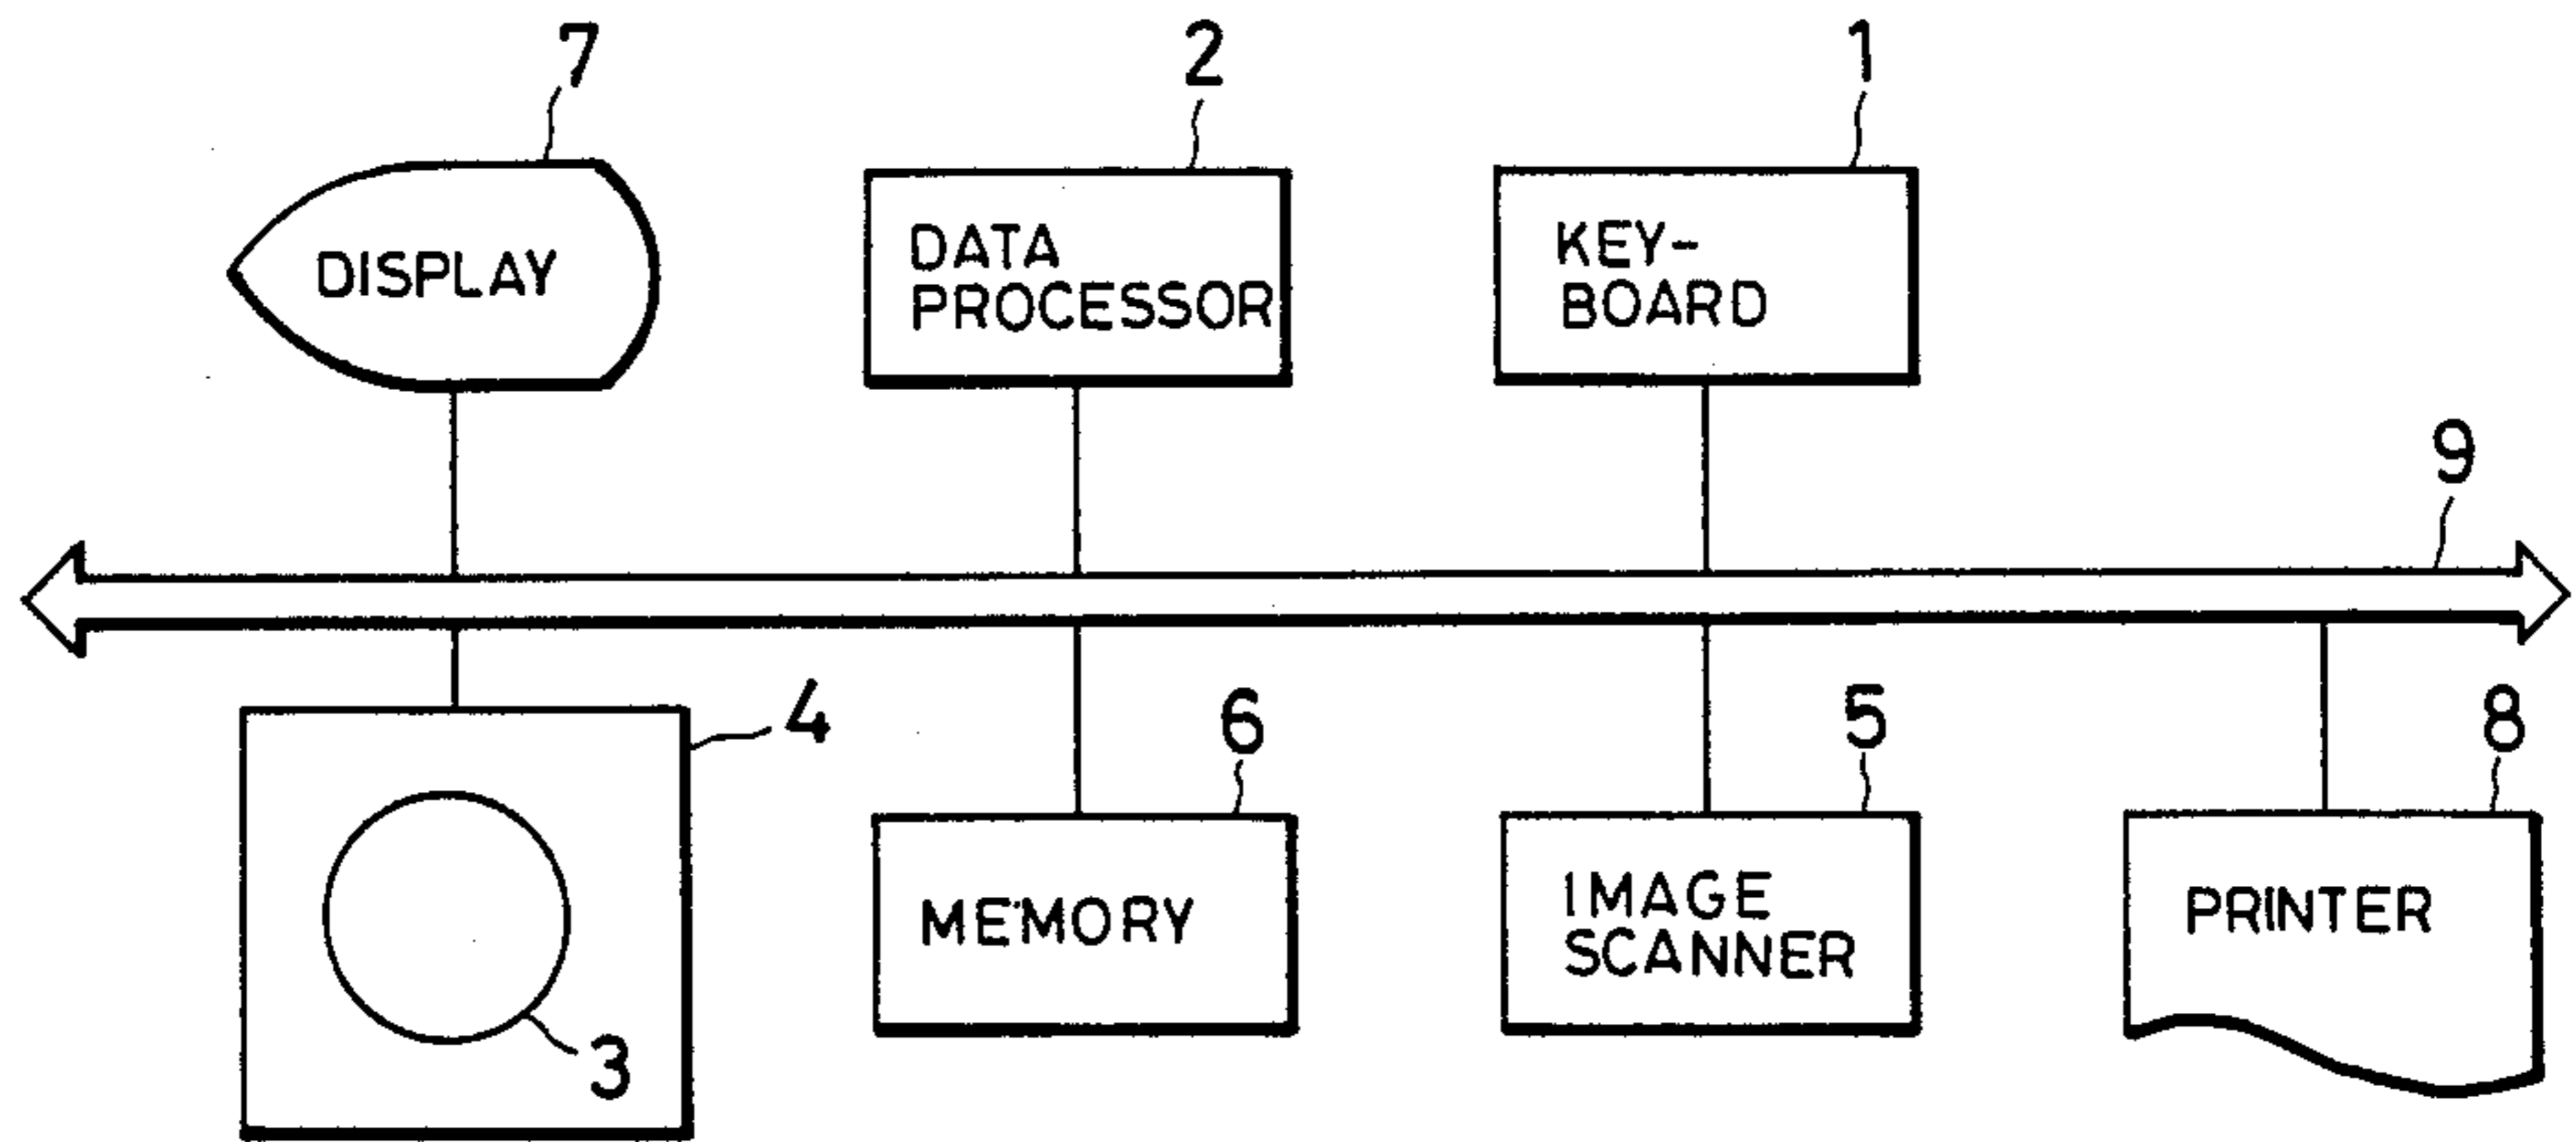 7
2
1
DISPLAY
DATA
PROCESSOR
KEY-
BOARD
9
4
6
5
8
MEMORY
IMAGE
SCANNER
PRINTER
3